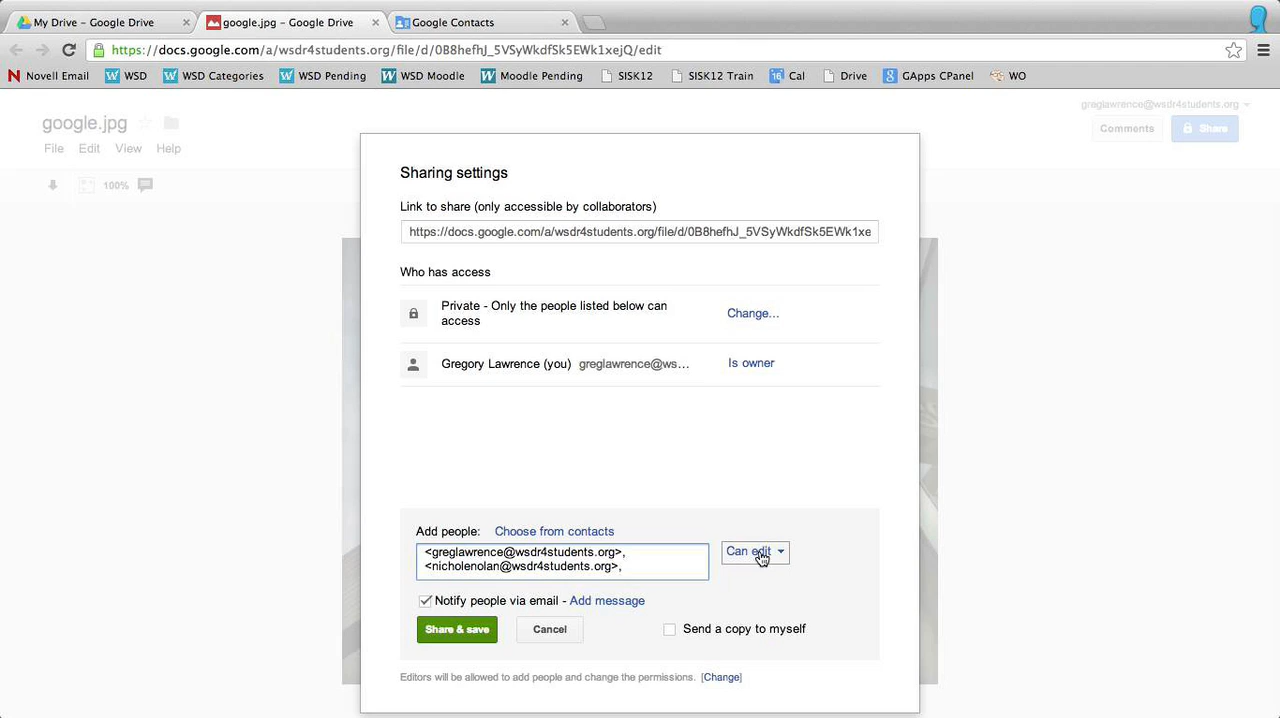 My Drive – Google Drive
google.jpg – Google Drive
Google Contacts
https://docs.google.com/a/wsdr4students.org/file/d/0B8hefhJ_5VSyWkdfSk5EWk1xejQ/edit
Novell Email
WSD
WSD Categories
WSD Pending
WSD Moodle
Moodle Pending
SISK12
SISK12 Train
16 Cal
Drive
GApps CPanel
WO
greglawrence@wsdr4students.org
google.jpg
Comments
Share
File Edit View Help
100%
Sharing settings
Link to share (only accessible by collaborators)
https://docs.google.com/a/wsdr4students.org/file/d/0B8hefhJ_5VSyWkdfSk5EWk1xe
Who has access
Private - Only the people listed below can
access
Change...
Gregory Lawrence (you) greglawrence@ws...
Is owner
Add people: Choose from contacts
<greglawrence@wsdr4students.org>,
<nicholenolan@wsdr4students.org>,
Can edit
Notify people via email - Add message
Share & save
Cancel
Send a copy to myself
Editors will be allowed to add people and change the permissions. [Change]